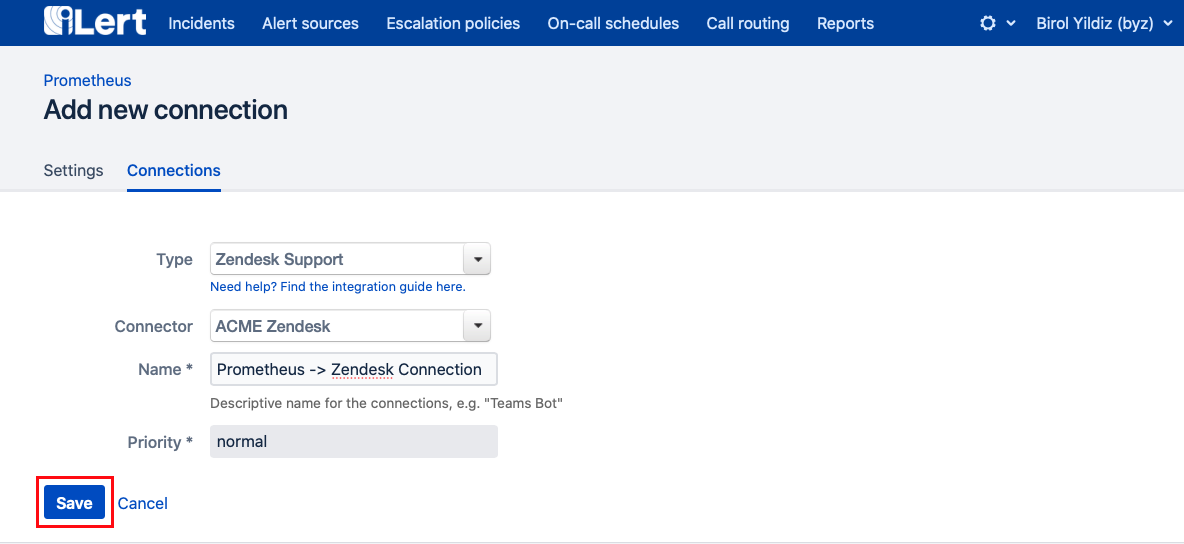 iLert Incidents Alert sources Escalation policies On-call schedules Call routing Reports Birol Yildiz (byz)
Prometheus
Add new connection
Settings Connections
Type Zendesk Support
Need help? Find the integration guide here.
Connector ACME Zendesk
Name * Prometheus -> Zendesk Connection
Descriptive name for the connections, e.g. "Teams Bot"
Priority * normal
Save Cancel